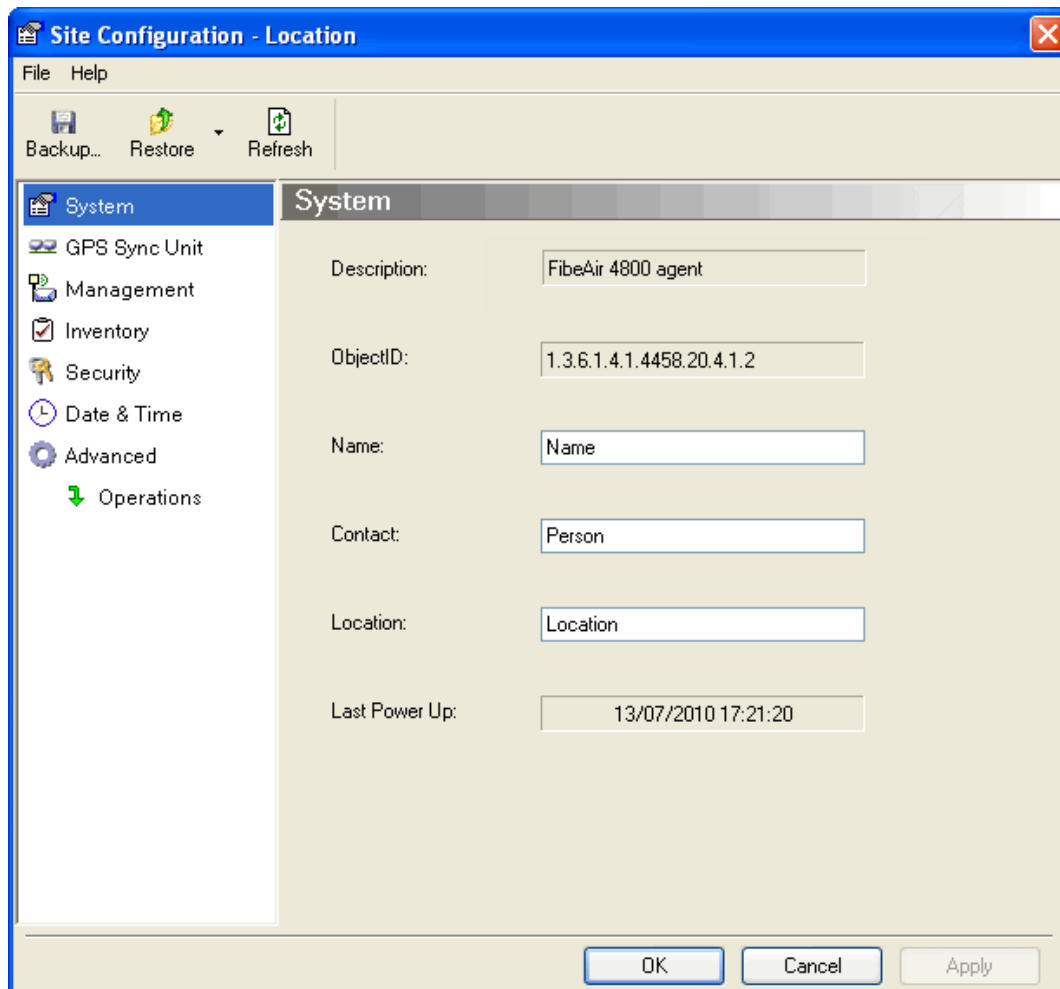 Site Configuration - Location
File Help
Backup... Restore Refresh
System
GPS Sync Unit
Management
Inventory
Security
Date & Time
Advanced
Operations
System
Description: FibeAir 4800 agent
ObjectID: 1.3.6.1.4.1.4458.20.4.1.2
Name: Name
Contact: Person
Location: Location
Last Power Up: 13/07/2010 17:21:20
OK Cancel Apply